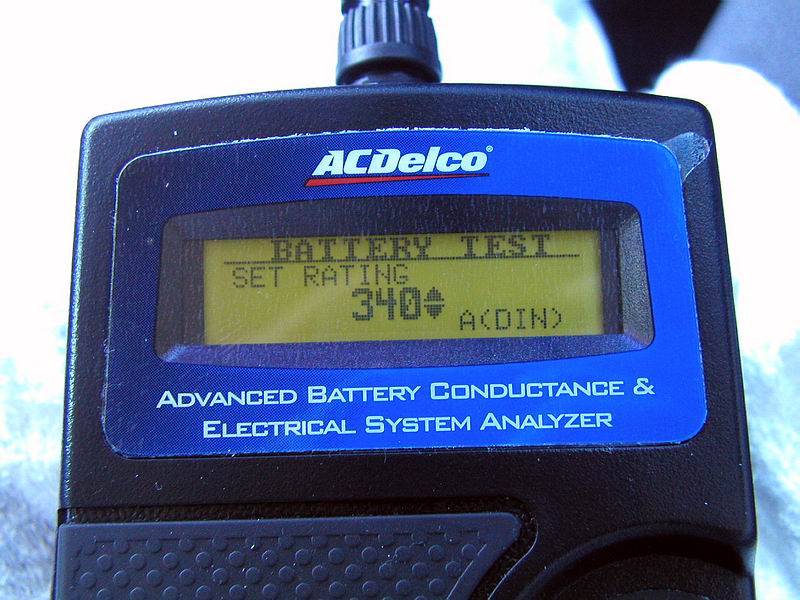 ACDelco®
BATTERY TEST
SET RATING
340
A(DIN)
ADVANCED BATTERY CONDUCTANCE &
ELECTRICAL SYSTEM ANALYZER